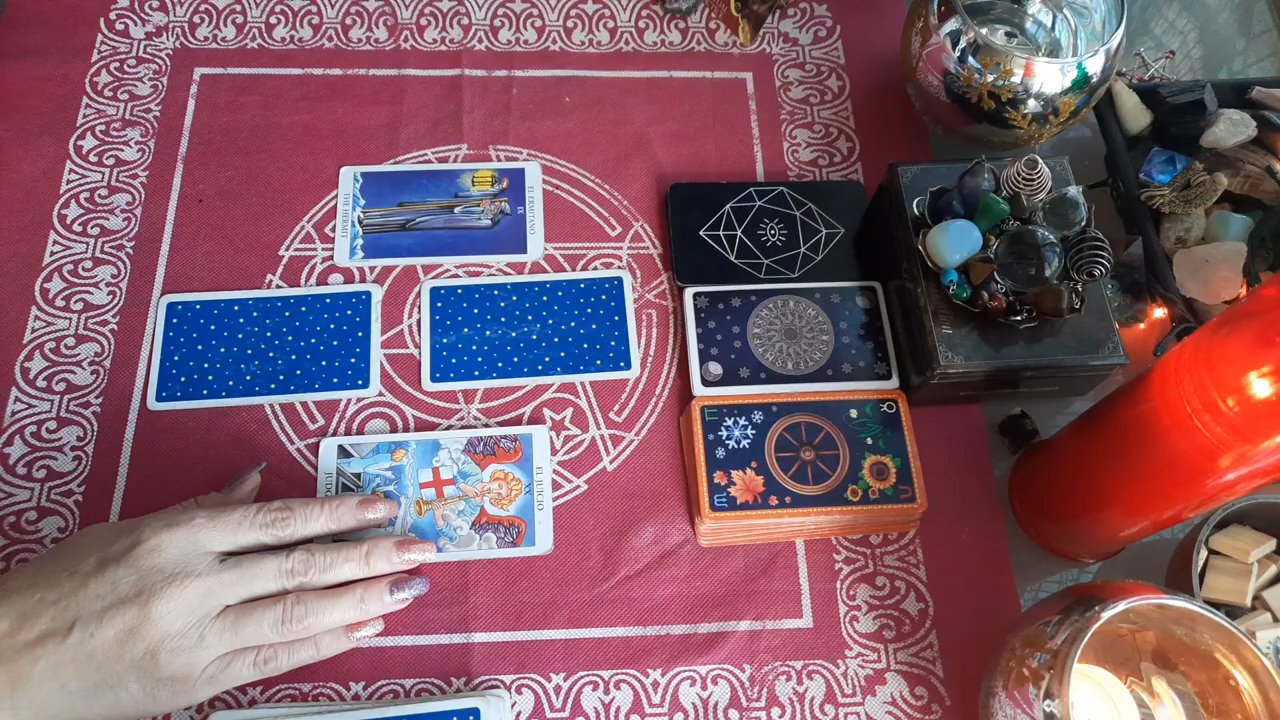 EL ERMITAÑO
IX
THE HERMIT
EL JUICIO
XX